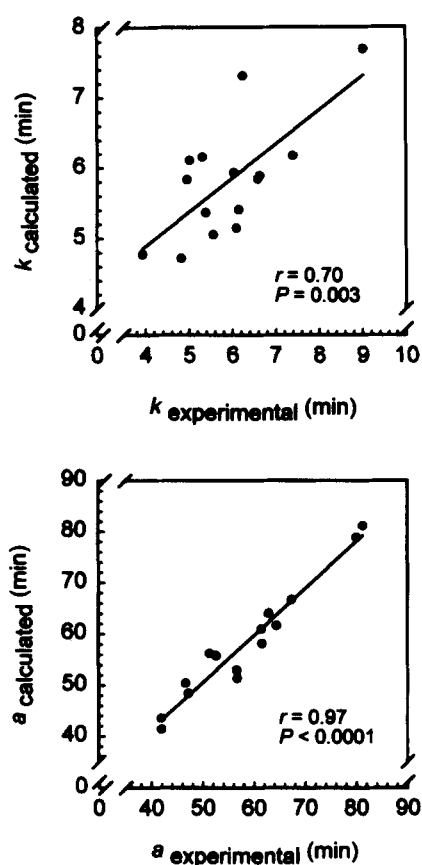 8
7
6
5
4
0
k calculated (min)
r = 0.70
P = 0.003
0 4 5 6 7 8 9 10
k experimental (min)
90
80
70
60
50
40
0
a calculated (min)
r = 0.97
P < 0.0001
0 40 50 60 70 80 90
a experimental (min)